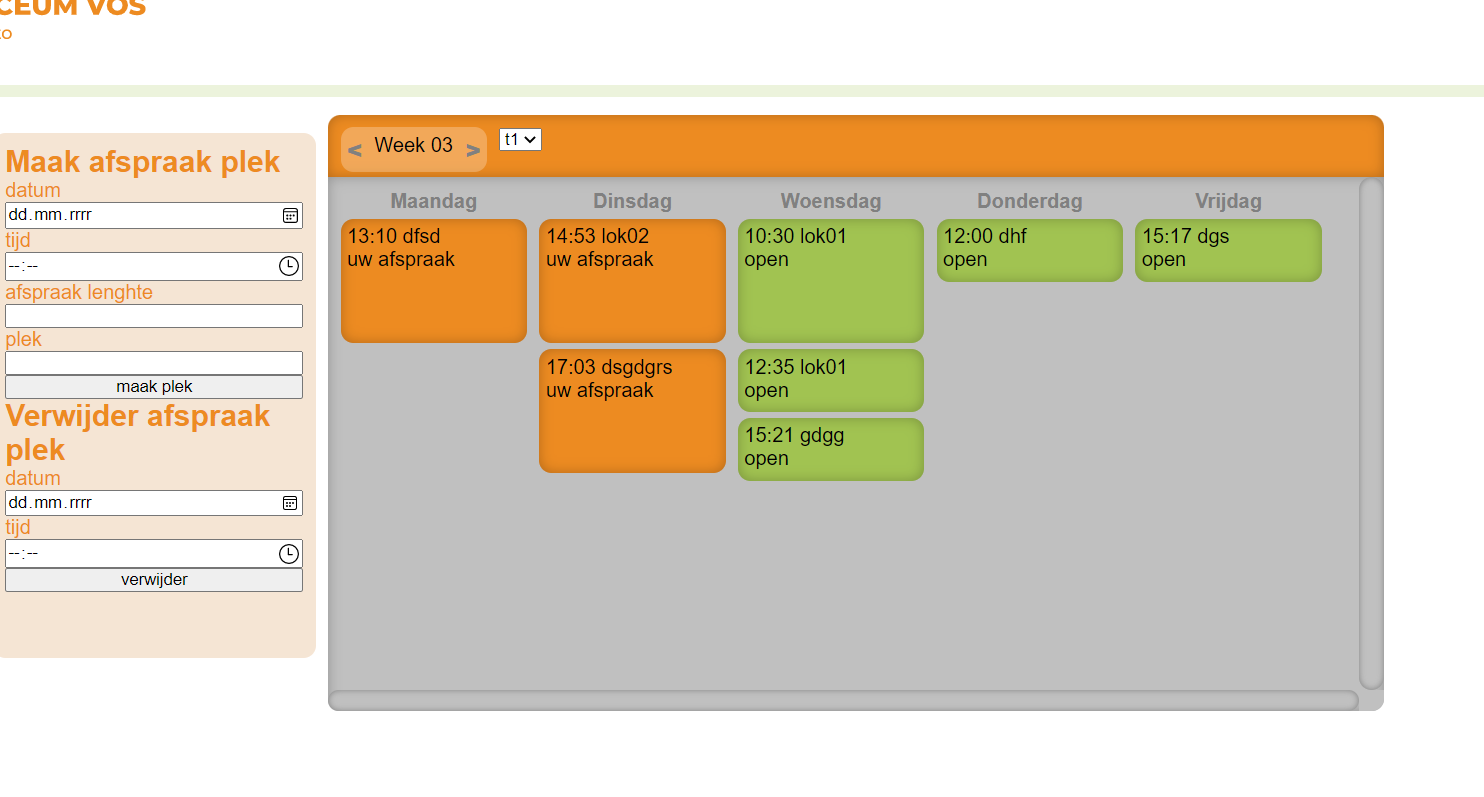 CEUM VOS
Maak afspraak plek
datum
dd.mm.rrrr
tijd
--:--
afspraak lenghte
plek
maak plek
Verwijder afspraak
plek
datum
dd.mm.rrrr
tijd
--:--
verwijder
< Week 03 >
t1
Maandag
13:10 dfsd
uw afspraak
Dinsdag
14:53 lok02
uw afspraak
17:03 dsgdgrs
uw afspraak
Woensdag
10:30 lok01
open
12:35 lok01
open
15:21 gdgg
open
Donderdag
12:00 dhf
open
Vrijdag
15:17 dgs
open